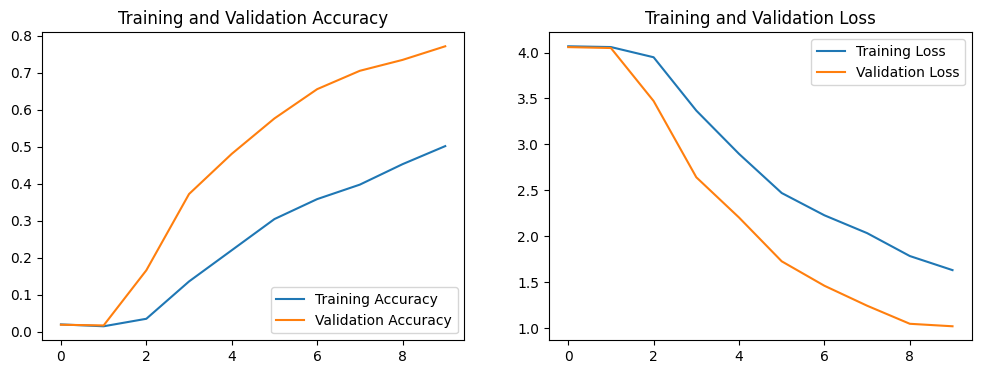 Training and Validation Accuracy
0.8
0.7
0.6
0.5
0.4
0.3
0.2
0.1
0.0
0 2 4 6 8
Training Accuracy
Validation Accuracy
Training and Validation Loss
4.0
3.5
3.0
2.5
2.0
1.5
1.0
0 2 4 6 8
Training Loss
Validation Loss